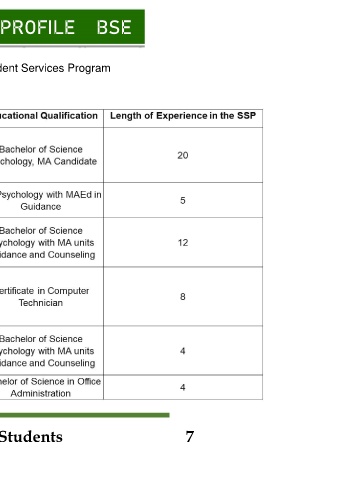 PROFILE BSE
dent Services Program
ucational Qualification Length of Experience in the SSP
Bachelor of Science
chology, MA Candidate
20
Psychology with MAEd in
Guidance
5
Bachelor of Science
ychology with MA units
idance and Counseling
12
ertificate in Computer
Technician
8
Bachelor of Science
ychology with MA units
idance and Counseling
4
helor of Science in Office
Administration
4
Students 7